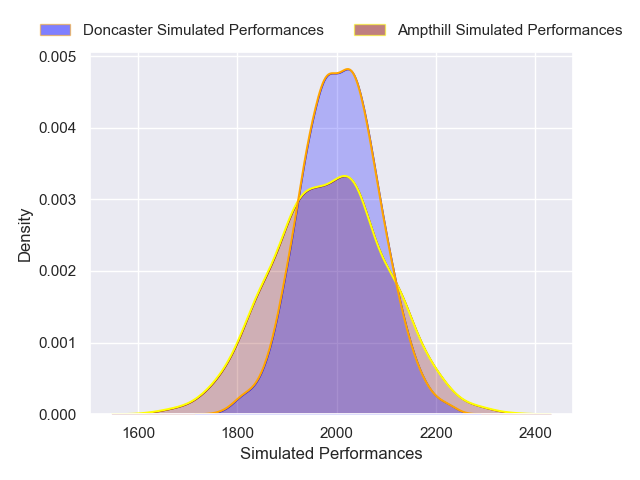 Doncaster Simulated Performances
Ampthill Simulated Performances
0.005
0.004
0.003
0.002
0.001
0.000
Density
1600
1800
2000
2200
2400
Simulated Performances